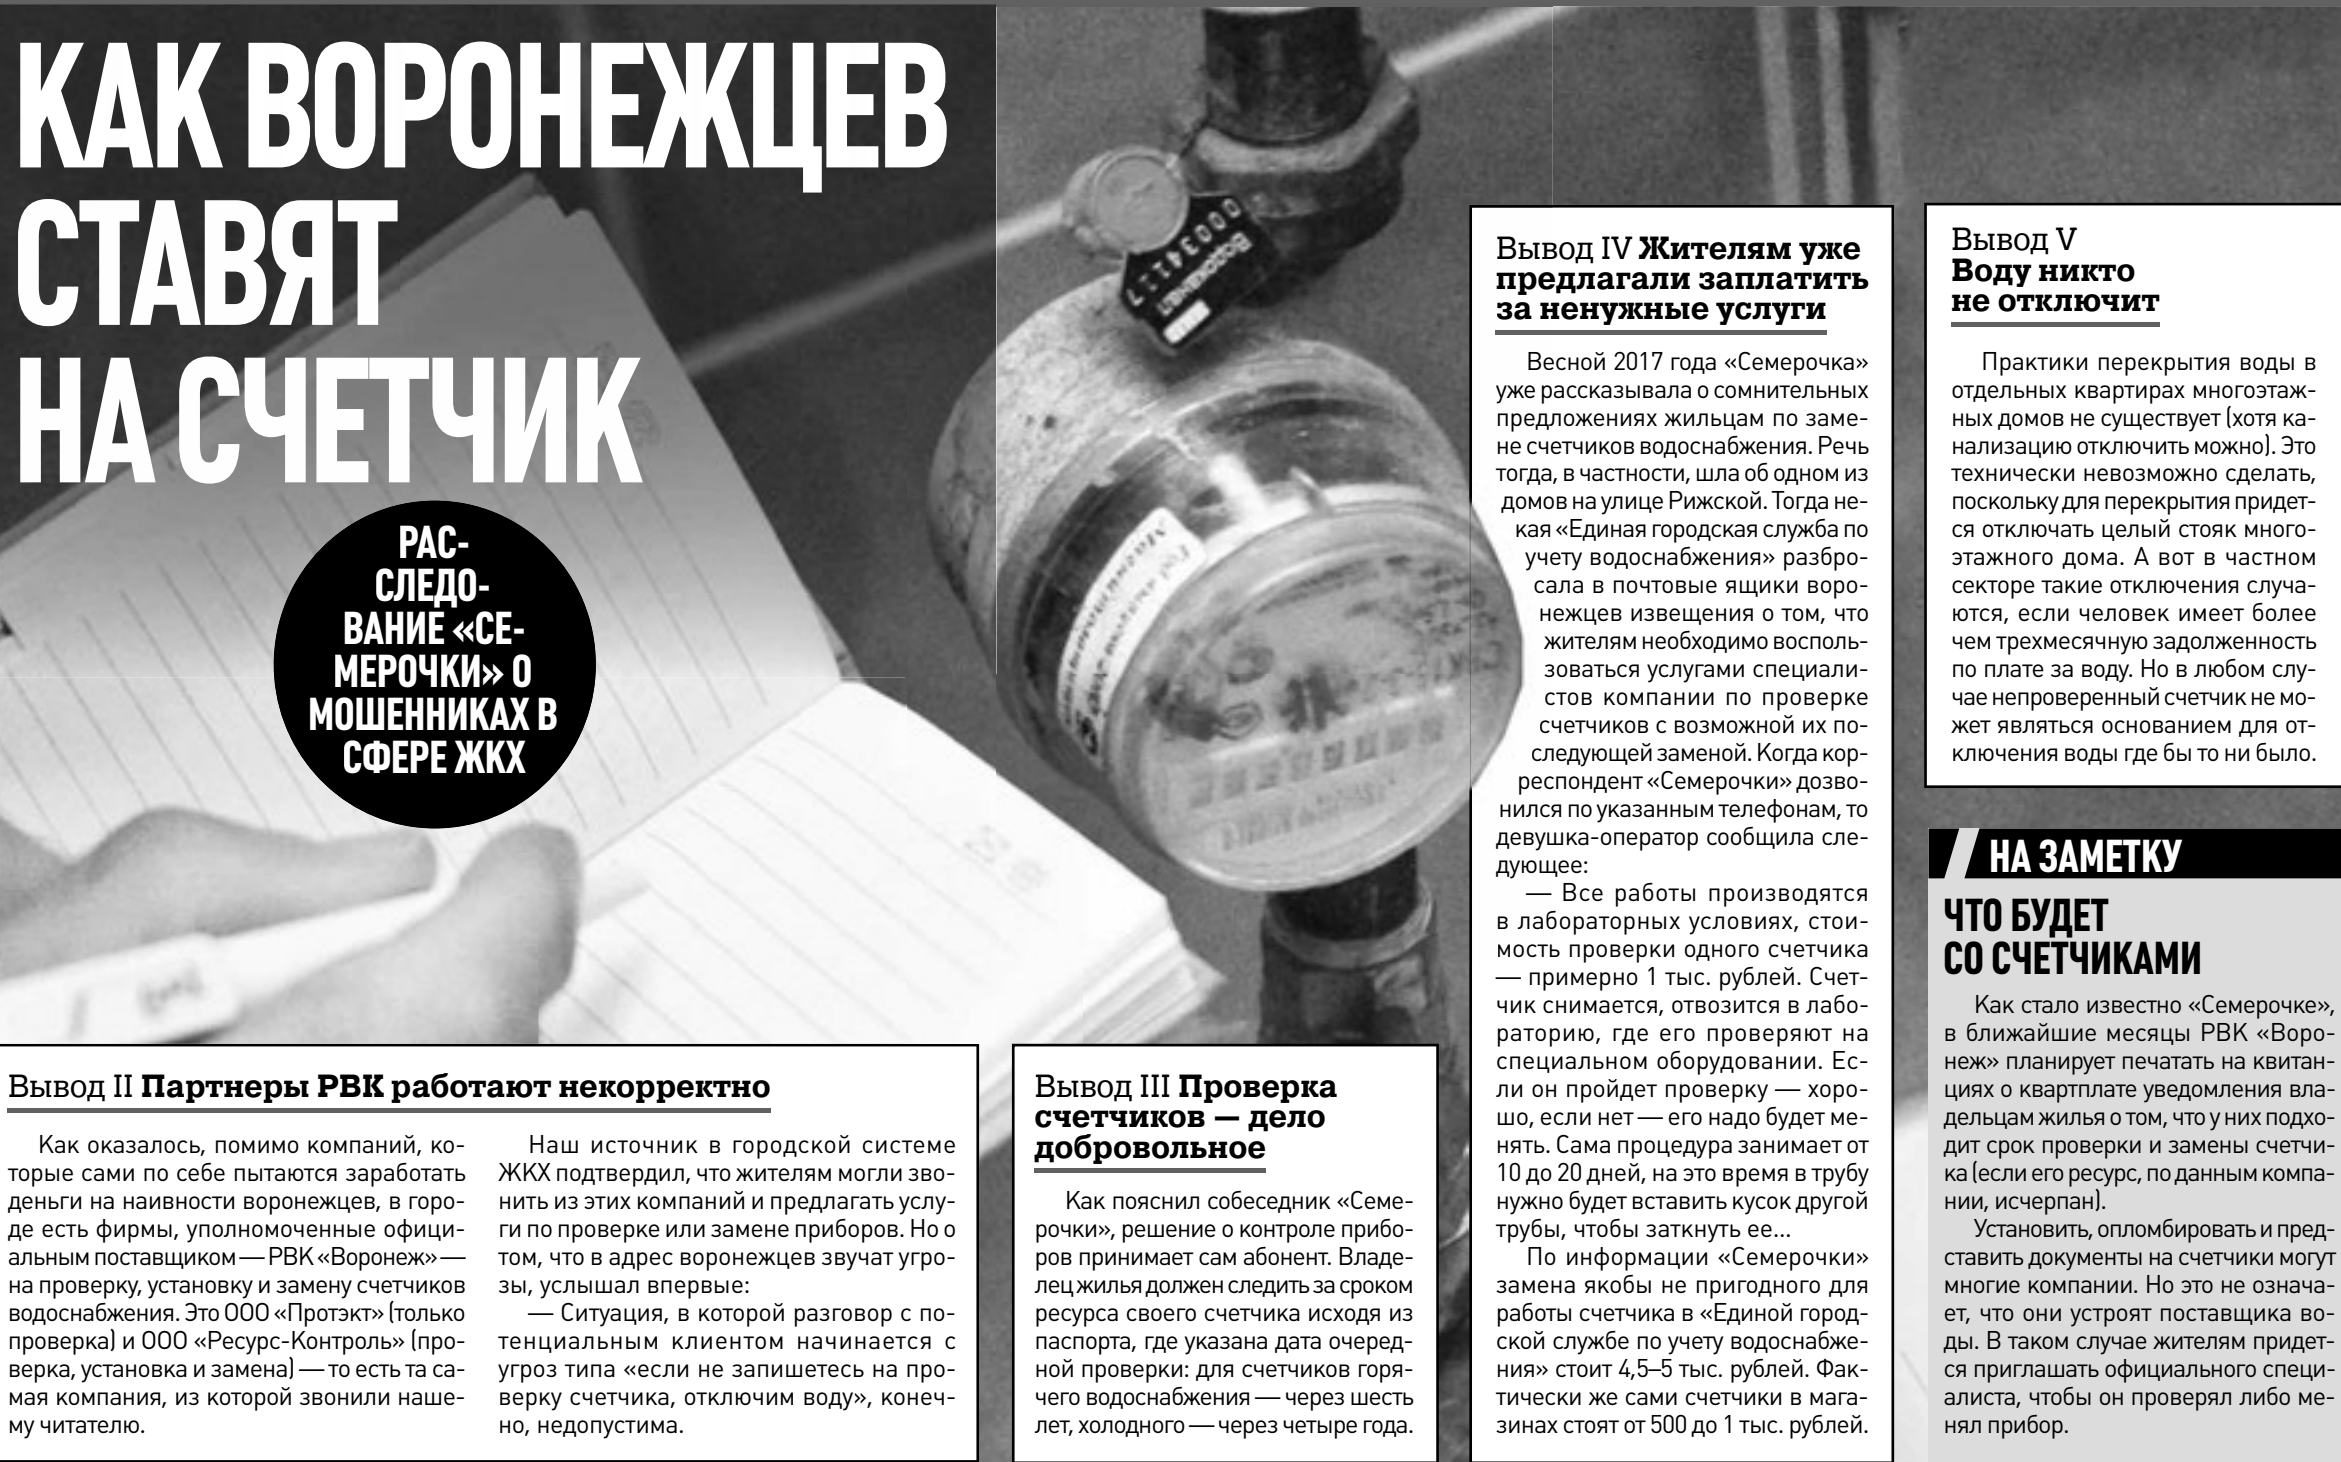 КАК ВОРОНЕЖЦЕВ
СТАВЯТ
НА СЧЕТЧИК
РАС-
СЛЕДО-
ВАНИЕ «СЕ-
МЕРОЧКИ» О
МОШЕННИКАХ В
СФЕРЕ ЖКХ
Вывод II Партнеры РВК работают некорректно
Как оказалось, помимо компаний, ко-
торые сами по себе пытаются заработать
деньги на наивности воронежцев, в горо-
де есть фирмы, уполномоченные офици-
альным поставщиком — РВК «Воронеж» —
на проверку, установку и замену счетчиков
водоснабжения. Это ООО «Протэкт» (только
проверка) и ООО «Ресурс-Контроль» (про-
верка, установка и замена) — то есть та са-
мая компания, из которой звонили наше-
му читателю.
Наш источник в городской системе
ЖКХ подтвердил, что жителям могли зво-
нить из этих компаний и предлагать услу-
ги по проверке или замене приборов. Но о
том, что в адрес воронежцев звучат угро-
зы, услышал впервые:
— Ситуация, в которой разговор с по-
тенциальным клиентом начинается с
угроз типа «если не запишетесь на про-
верку счетчика, отключим воду», конеч-
но, недопустима.
Вывод III Проверка
счетчиков — дело
добровольное
Как пояснил собеседник «Семе-
рочки», решение о контроле прибо-
ров принимает сам абонент. Владе-
лец жилья должен следить за сроком
ресурса своего счетчика исходя из
паспорта, где указана дата очеред-
ной проверки: для счетчиков горя-
чего водоснабжения — через шесть
лет, холодного — через четыре года.
Вывод IV Жителям уже
предлагали заплатить
за ненужные услуги
Весной 2017 года «Семерочка»
уже рассказывала о сомнительных
предложениях жильцам по заме-
не счетчиков водоснабжения. Речь
тогда, в частности, шла об одном из
домов на улице Рижской. Тогда не-
кая «Единая городская служба по
учету водоснабжения» разбро-
сала в почтовые ящики воро-
нежцев извещения о том, что
жителям необходимо восполь-
зоваться услугами специали-
стов компании по проверке
счетчиков с возможной их по-
следующей заменой. Когда кор-
респондент «Семерочки» дозво-
нился по указанным телефонам, то
девушка-оператор сообщила сле-
дующее:
— Все работы производятся
в лабораторных условиях, стои-
мость проверки одного счетчика
— примерно 1 тыс. рублей. Счет-
чик снимается, отвозится в лабо-
раторию, где его проверяют на
специальном оборудовании. Ес-
ли он пройдет проверку — хоро-
шо, если нет — его надо будет ме-
нять. Сама процедура занимает от
10 до 20 дней, на это время в трубу
нужно будет вставить кусок другой
трубы, чтобы заткнуть ее...
По информации «Семерочки»
замена якобы не пригодного для
работы счетчика в «Единой город-
ской службе по учету водоснабже-
ния» стоит 4,5–5 тыс. рублей. Фак-
тически же сами счетчики в мага-
зинах стоят от 500 до 1 тыс. рублей.
Вывод V
Воду никто
не отключит
Практики перекрытия воды в
отдельных квартирах многоэтаж-
ных домов не существует (хотя ка-
нализацию отключить можно). Это
технически невозможно сделать,
поскольку для перекрытия придет-
ся отключать целый стояк много-
этажного дома. А вот в частном
секторе такие отключения случа-
ются, если человек имеет более
чем трехмесячную задолженность
по плате за воду. Но в любом слу-
чае непроверенный счетчик не мо-
жет являться основанием для от-
ключения воды где бы то ни было.
НА ЗАМЕТКУ
ЧТО БУДЕТ
СО СЧЕТЧИКАМИ
Как стало известно «Семерочке»,
в ближайшие месяцы РВК «Воро-
неж» планирует печатать на квитан-
циях о квартплате уведомления вла-
дельцам жилья о том, что у них подхо-
дит срок проверки и замены счетчи-
ка (если его ресурс, по данным компа-
нии, исчерпан).
Установить, опломбировать и пред-
ставить документы на счетчики могут
многие компании. Но это не означа-
ет, что они устроят поставщика во-
ды. В таком случае жителям придет-
ся приглашать официального специ-
алиста, чтобы он проверял либо ме-
нял прибор.